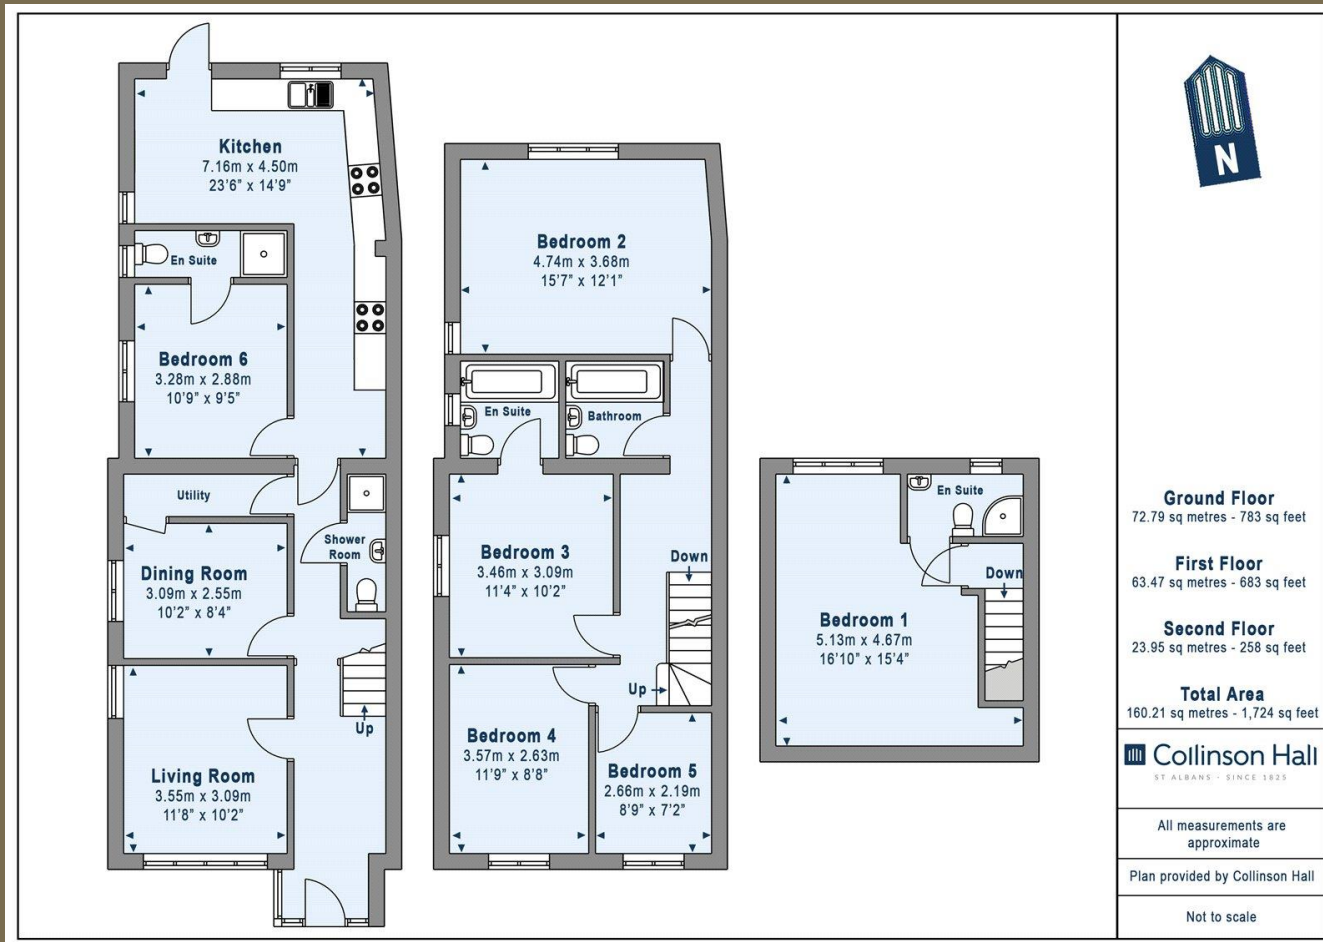 Kitchen
7.16m x 4.50m
23'6" x 14'9"
En Suite
Bedroom 6
3.28m x 2.88m
10'9" x 9'5"
Utility
Shower
Room
Dining Room
3.09m x 2.55m
10'2" x 8'4"
Up
Living Room
3.55m x 3.09m
11'8" x 10'2"
Bedroom 2
4.74m x 3.68m
15'7" x 12'1"
En Suite
Bathroom
Bedroom 3
3.46m x 3.09m
11'4" x 10'2"
Down
Up
Bedroom 4
3.57m x 2.63m
11'9" x 8'8"
Bedroom 5
2.66m x 2.19m
8'9" x 7'2"
En Suite
Down
Bedroom 1
5.13m x 4.67m
16'10" x 15'4"
N
Ground Floor
72.79 sq metres - 783 sq feet
First Floor
63.47 sq metres - 683 sq feet
Second Floor
23.95 sq metres - 258 sq feet
Total Area
160.21 sq metres - 1,724 sq feet
Collinson Hall
ST ALBANS · SINCE 1825
All measurements are
approximate
Plan provided by Collinson Hall
Not to scale